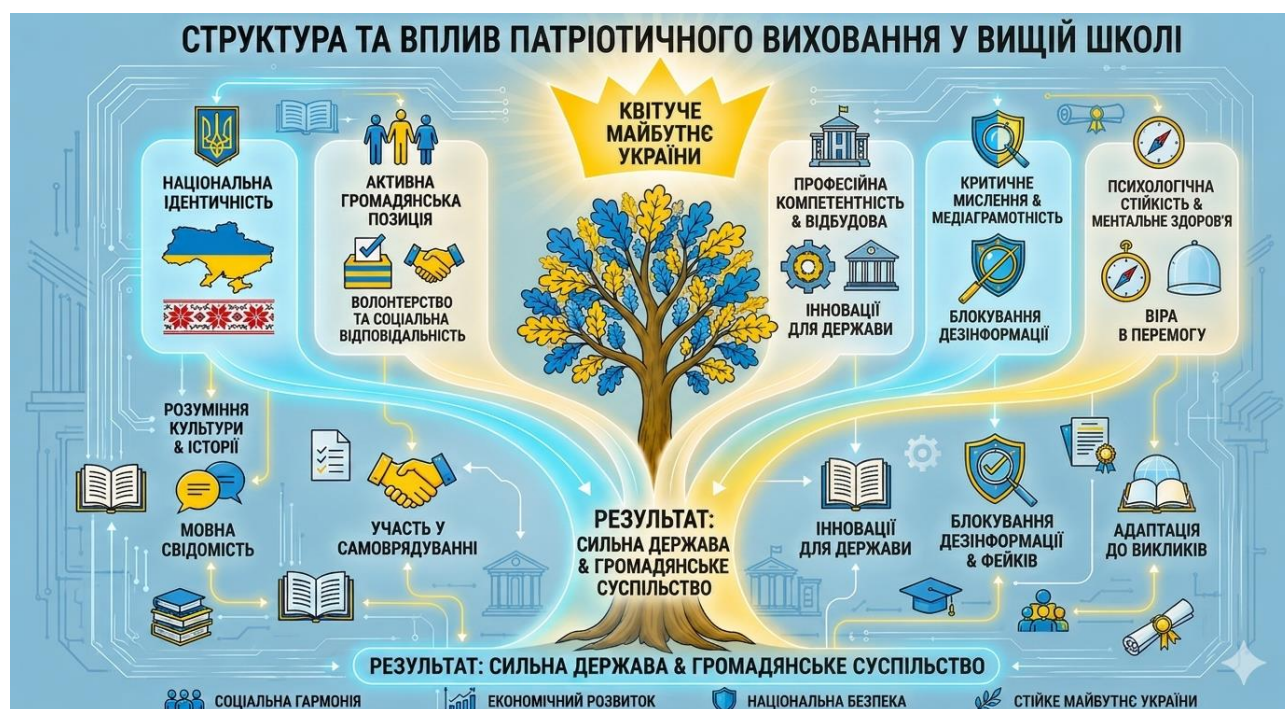 СТРУКТУРА ТА ВПЛИВ ПАТРІОТИЧНОГО ВИХОВАННЯ У ВИЩІЙ ШКОЛІ
КВІТУЧЕ
МАЙБУТНЄ
УКРАЇНИ
НАЦІОНАЛЬНА
ІДЕНТИЧНІСТЬ
АКТИВНА
ГРОМАДЯНСЬКА
ПОЗИЦІЯ
ВОЛОНТЕРСТВО
ТА СОЦІАЛЬНА
ВІДПОВІДАЛЬНІСТЬ
ПРОФЕСІЙНА
КОМПЕТЕНТНІСТЬ
& ВІДБУДОВА
ІННОВАЦІЇ
ДЛЯ ДЕРЖАВИ
КРИТИЧНЕ
МИСЛЕННЯ &
МЕДІАГРАМОТНІСТЬ
БЛОКУВАННЯ
ДЕЗІНФОРМАЦІЇ
ПСИХОЛОГІЧНА
СТІЙКІСТЬ &
МЕНТАЛЬНЕ ЗДОРОВ'Я
ВІРА
В ПЕРЕМОГУ
РОЗУМІННЯ
КУЛЬТУРИ
& ІСТОРІЇ
МОВНА
СВІДОМІСТЬ
УЧАСТЬ У
САМОВРЯДУВАННІ
РЕЗУЛЬТАТ:
СИЛЬНА ДЕРЖАВА
& ГРОМАДЯНСЬКЕ
СУСПІЛЬСТВО
ІННОВАЦІЇ
ДЛЯ ДЕРЖАВИ
БЛОКУВАННЯ
ДЕЗІНФОРМАЦІЇ
& ФЕЙКІВ
АДАПТАЦІЯ
ДО ВИКЛИКІВ
РЕЗУЛЬТАТ: СИЛЬНА ДЕРЖАВА & ГРОМАДЯНСЬКЕ СУСПІЛЬСТВО
СОЦІАЛЬНА ГАРМОНІЯ
ЕКОНОМІЧНИЙ РОЗВИТОК
НАЦІОНАЛЬНА БЕЗПЕКА
СТІЙКЕ МАЙБУТНЄ УКРАЇНИ